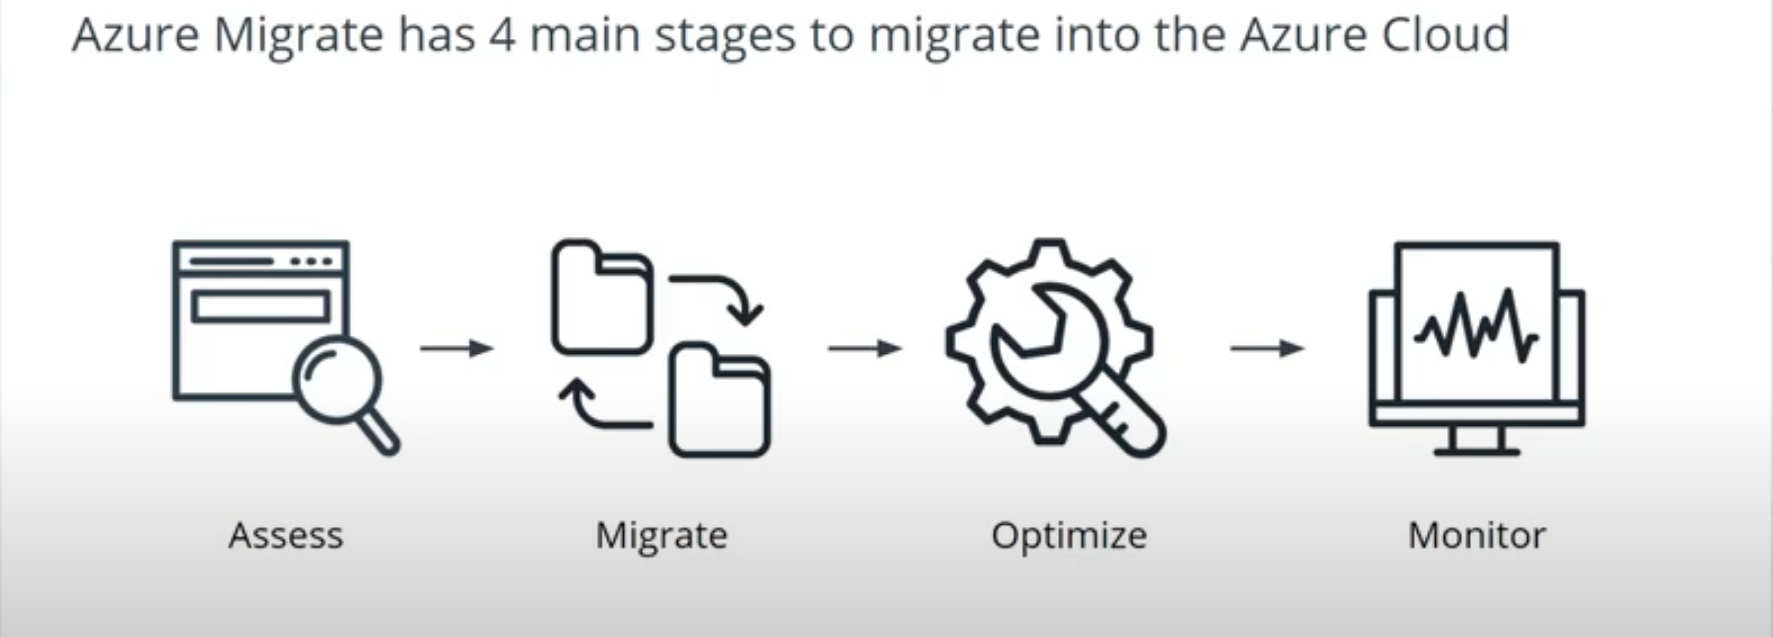 Azure Migrate has 4 main stages to migrate into the Azure Cloud
Assess
Migrate
Optimize
Monitor